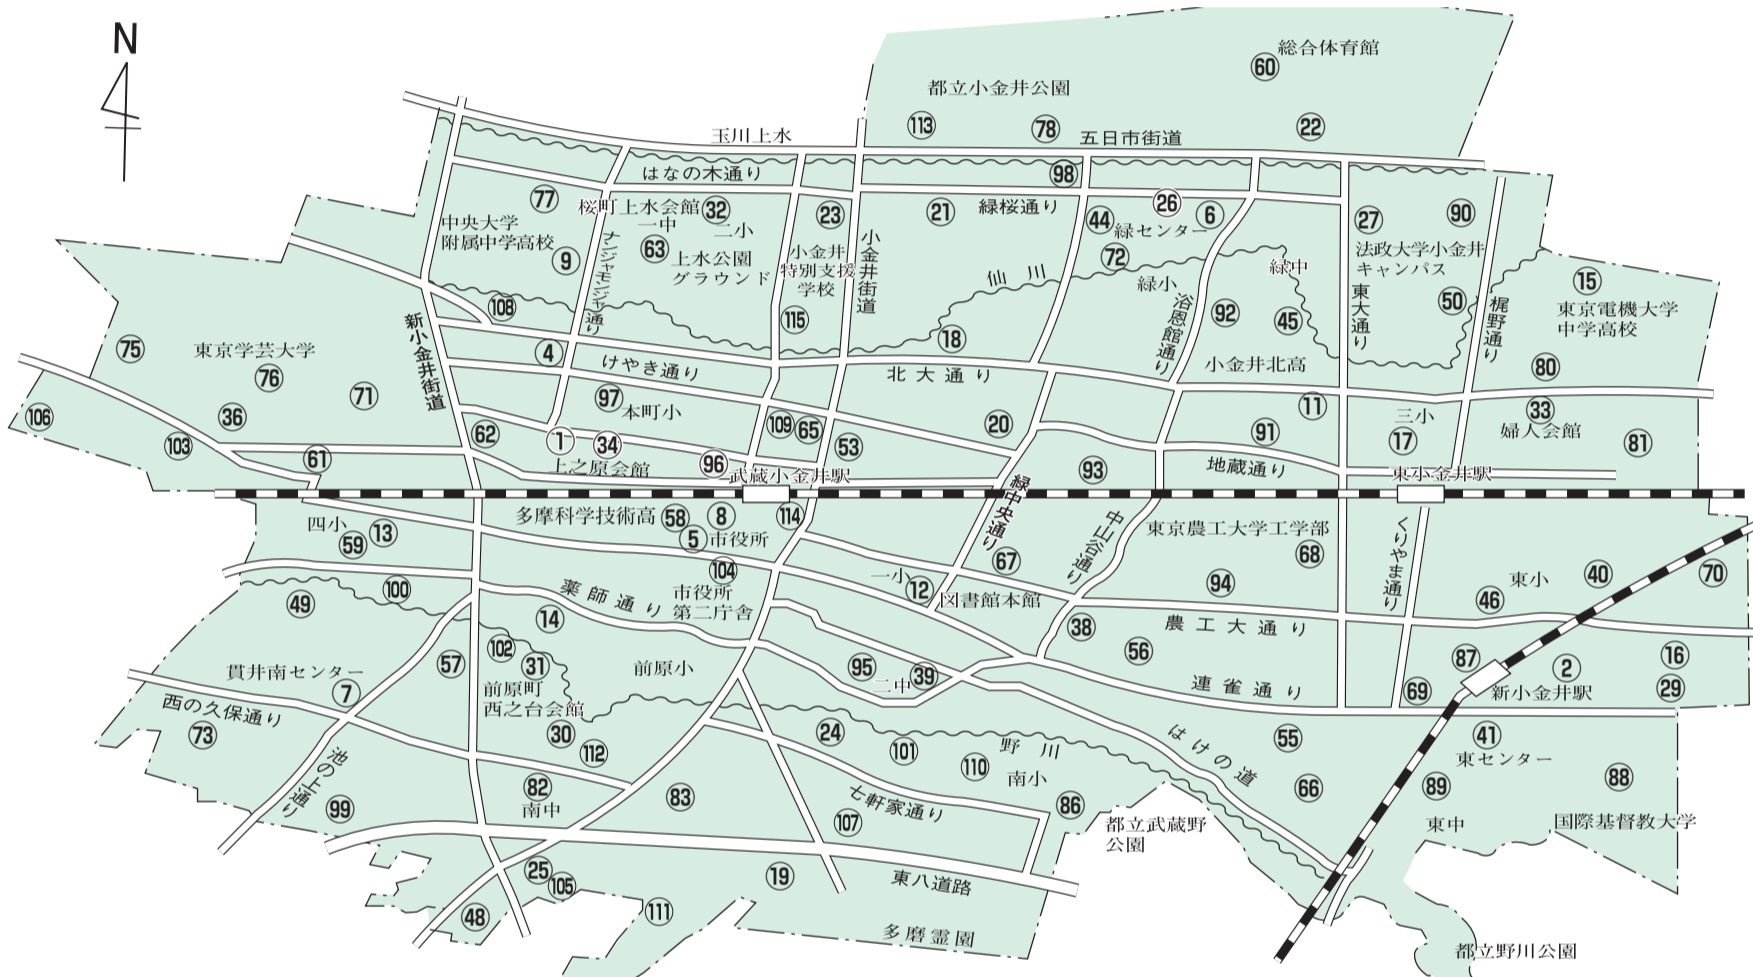 N
総合体育館
60
都立小金井公園
113
78
22
玉川上水
五日市街道
98
はなの木通り
77
桜町上水会館
32
一中
二小
63
上水公園
グラウンド
中央大学
附属中学高校
9
ナンジャモンジャ通り
23
小金井
特別支援
学校
小金井街道
21
緑桜通り
44
26
6
緑センター
72
緑小
仙川
浴恩館通り
緑中
27
90
法政大学小金井
キャンパス
東大通り
50
梶野通り
15
東京電機大学
中学高校
108
115
18
92
45
新小金井街道
75
東京学芸大学
76
71
4
けやき通り
北大通り
小金井北高
80
106
36
103
97
本町小
109
65
53
20
11
91
三小
17
33
婦人会館
81
62
1
34
上之原会館
96
61
武蔵小金井駅
93
地蔵通り
東小金井駅
緑中央通り
四小
13
59
多摩科学技術高
58
8
5
市役所
114
中山谷通り
東京農工大学工学部
68
くりやま通り
67
104
市役所
第二庁舎
一小
12
図書館本館
94
東小
46
40
70
49
100
薬師通り
14
38
農工大通り
56
57
102
31
前原町
西之台会館
前原小
95
二中
39
連雀通り
87
2
16
29
新小金井駅
69
貫井南センター
7
西の久保通り
73
30
112
24
101
野川
110
南小
はけの道
55
41
東センター
66
89
88
池の上通り
99
82
南中
83
七軒家通り
107
86
都立武蔵野
公園
東中
国際基督教大学
25
105
19
東八道路
48
111
多磨霊園
都立野川公園